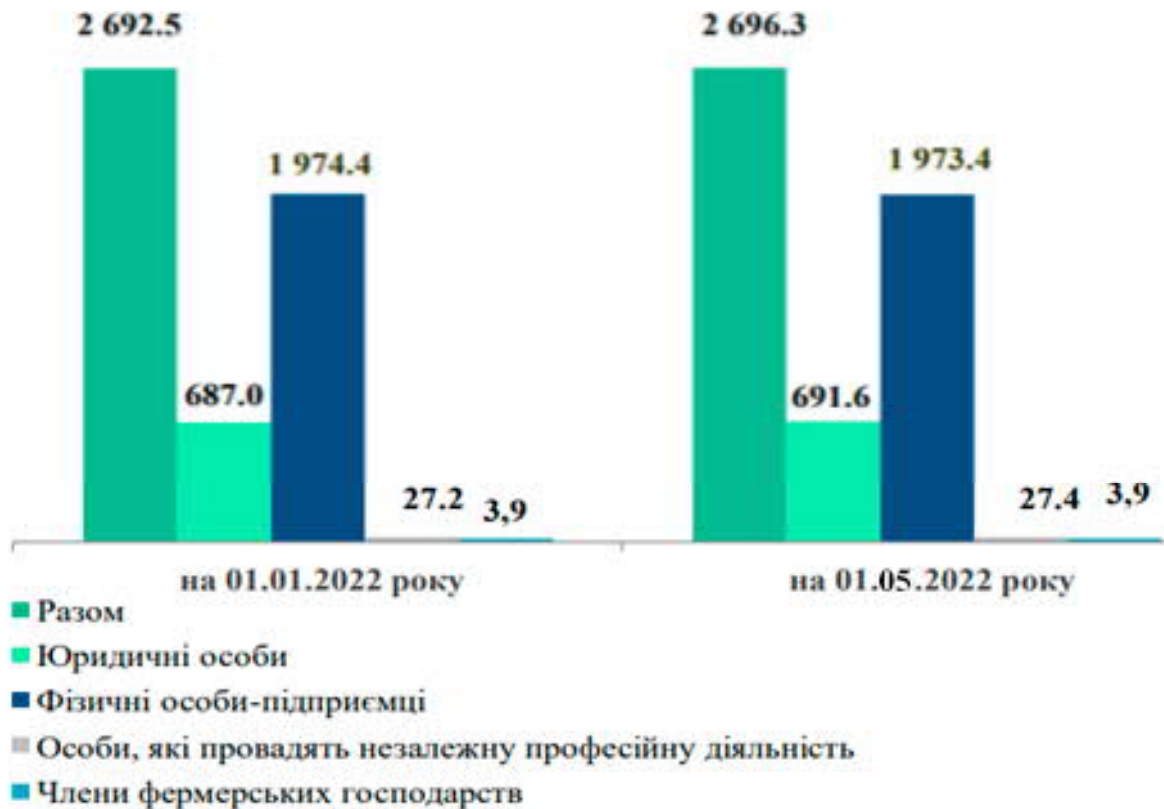 2 692.5
2 696.3
1 974.4
1 973.4
687.0
691.6
27.2
3,9
27.4
3,9
на 01.01.2022 року
на 01.05.2022 року
Разом
Юридичні особи
Фізичні особи-підприємці
Особи, які провадять незалежну професійну діяльність
Члени фермерських господарств